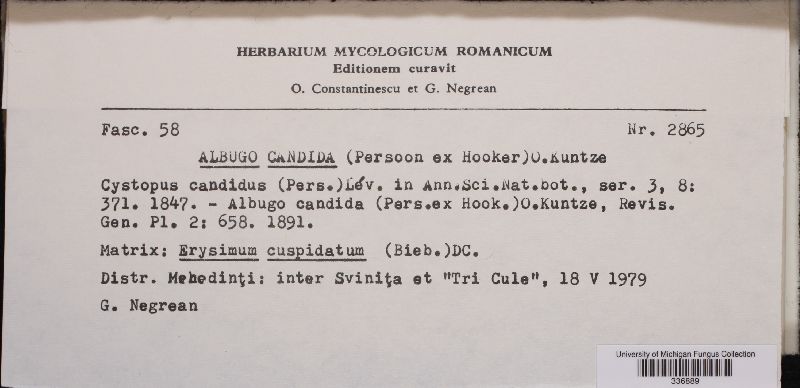 HERBARIUM MYCOLOGICUM ROMANICUM
Editionem curavit
O. Constantinescu et G. Negrean
Fasc. 58 Nr. 2865
ALBUGO CANDIDA (Persoon ex Hooker)O.Kuntze
Cystopus candidus (Pers.)Lév. in Ann.Sci.Nat.bot., ser. 3, 8:
371. 1847. - Albugo candida (Pers.ex Hook.)O.Kuntze, Revis.
Gen. Pl. 2: 658. 1891.
Matrix: Erysimum cuspidatum (Bieb.)DC.
Distr. Mehedinţi: inter Sviniţa et "Tri Cule", 18 V 1979
G. Negrean
University of Michigan Fungus Collection
336889